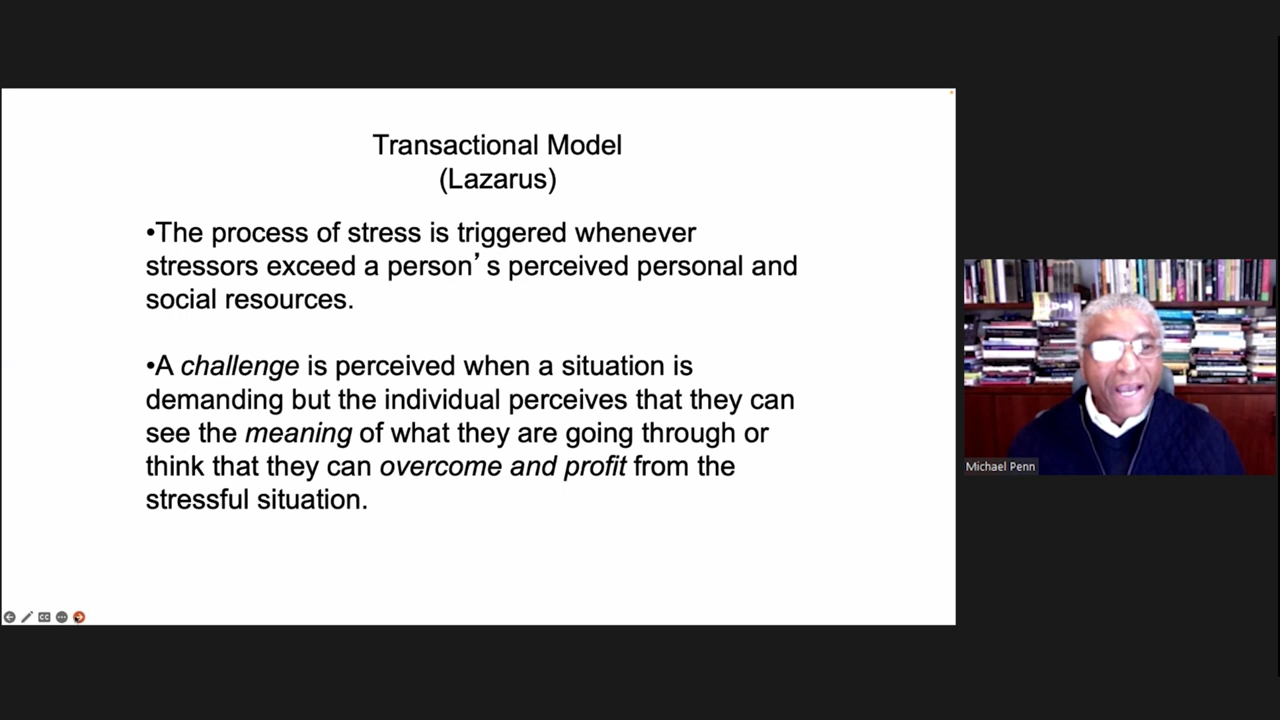 Transactional Model
(Lazarus)
•The process of stress is triggered whenever
stressors exceed a person’s perceived personal and
social resources.
•A challenge is perceived when a situation is
demanding but the individual perceives that they can
see the meaning of what they are going through or
think that they can overcome and profit from the
stressful situation.
Michael Penn